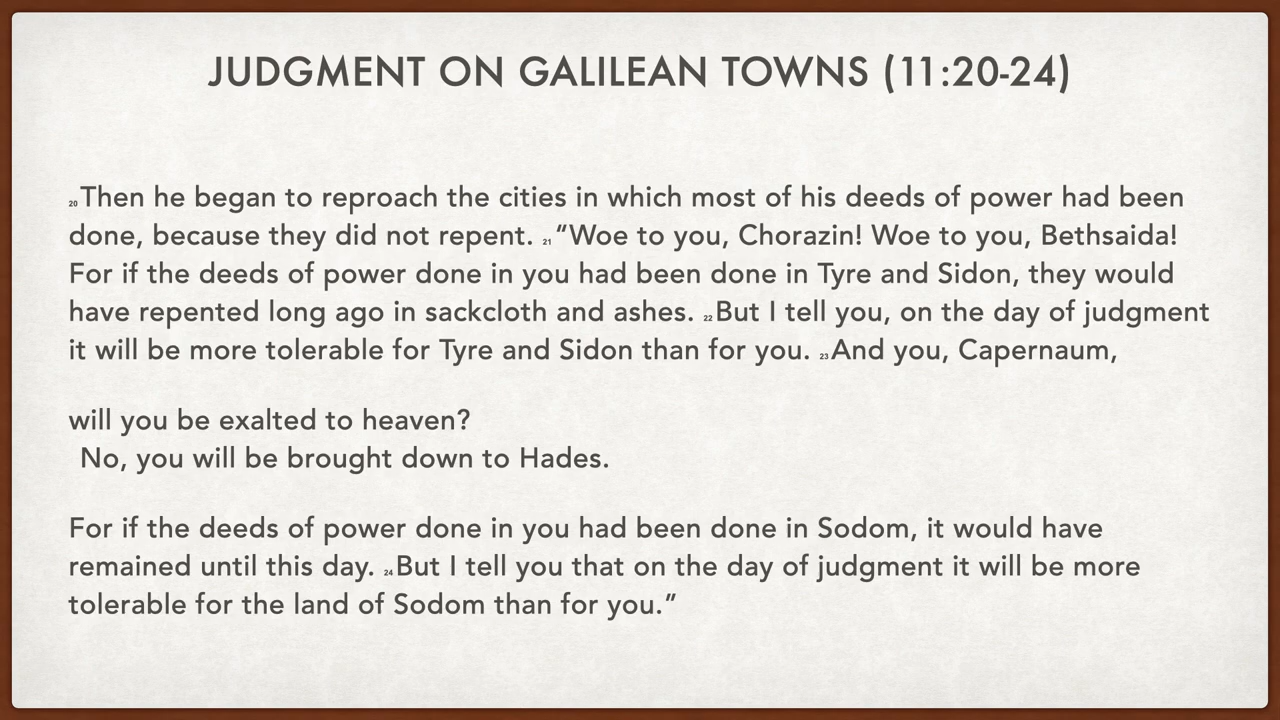 JUDGMENT ON GALILEAN TOWNS (11:20-24)
20Then he began to reproach the cities in which most of his deeds of power had been
done, because they did not repent. 21 “Woe to you, Chorazin! Woe to you, Bethsaida!
For if the deeds of power done in you had been done in Tyre and Sidon, they would
have repented long ago in sackcloth and ashes. 22But I tell you, on the day of judgment
it will be more tolerable for Tyre and Sidon than for you. 23And you, Capernaum,
will you be exalted to heaven?
No, you will be brought down to Hades.
For if the deeds of power done in you had been done in Sodom, it would have
remained until this day. 24But I tell you that on the day of judgment it will be more
tolerable for the land of Sodom than for you.”